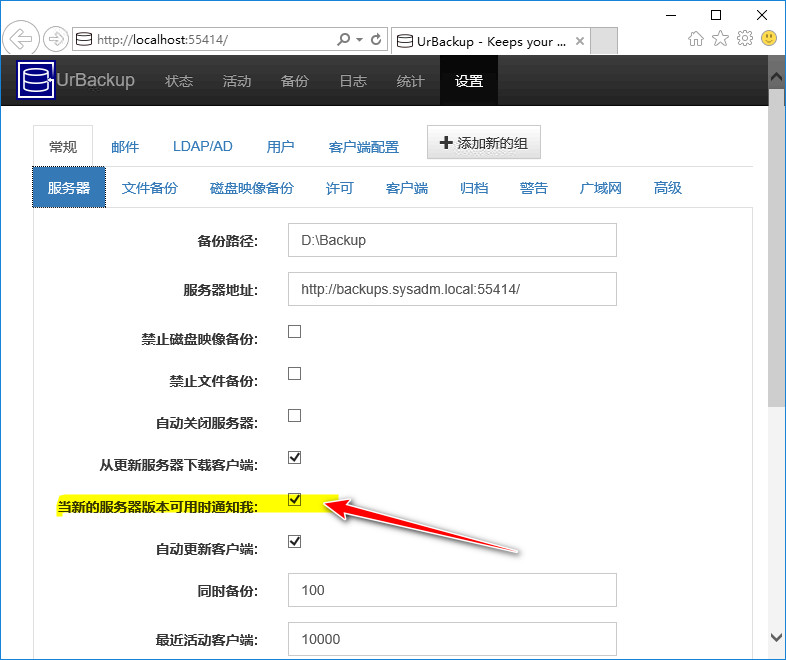 http://localhost:55414/
UrBackup - Keeps your ...
UrBackup 状态 活动 备份 日志 统计 设置
常规 邮件 LDAP/AD 用户 客户端配置 添加新的组
服务器 文件备份 磁盘映像备份 许可 客户端 归档 警告 广域网 高级
备份路径: D:\Backup
服务器地址: http://backups.sysadm.local:55414/
禁止磁盘映像备份:
禁止文件备份:
自动关闭服务器:
从更新服务器下载客户端:
当新的服务器版本可用时通知我:
自动更新客户端:
同时备份: 100
最近活动客户端: 10000